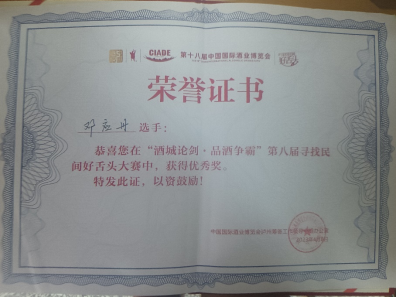 CIADE 第十八届中国国际酒业博览会
荣誉证书
邓应丹 选手:
恭喜您在“酒城论剑·品酒争霸”第八届寻找民
间好舌头大赛中，获得优秀奖。
特发此证，以资鼓励！